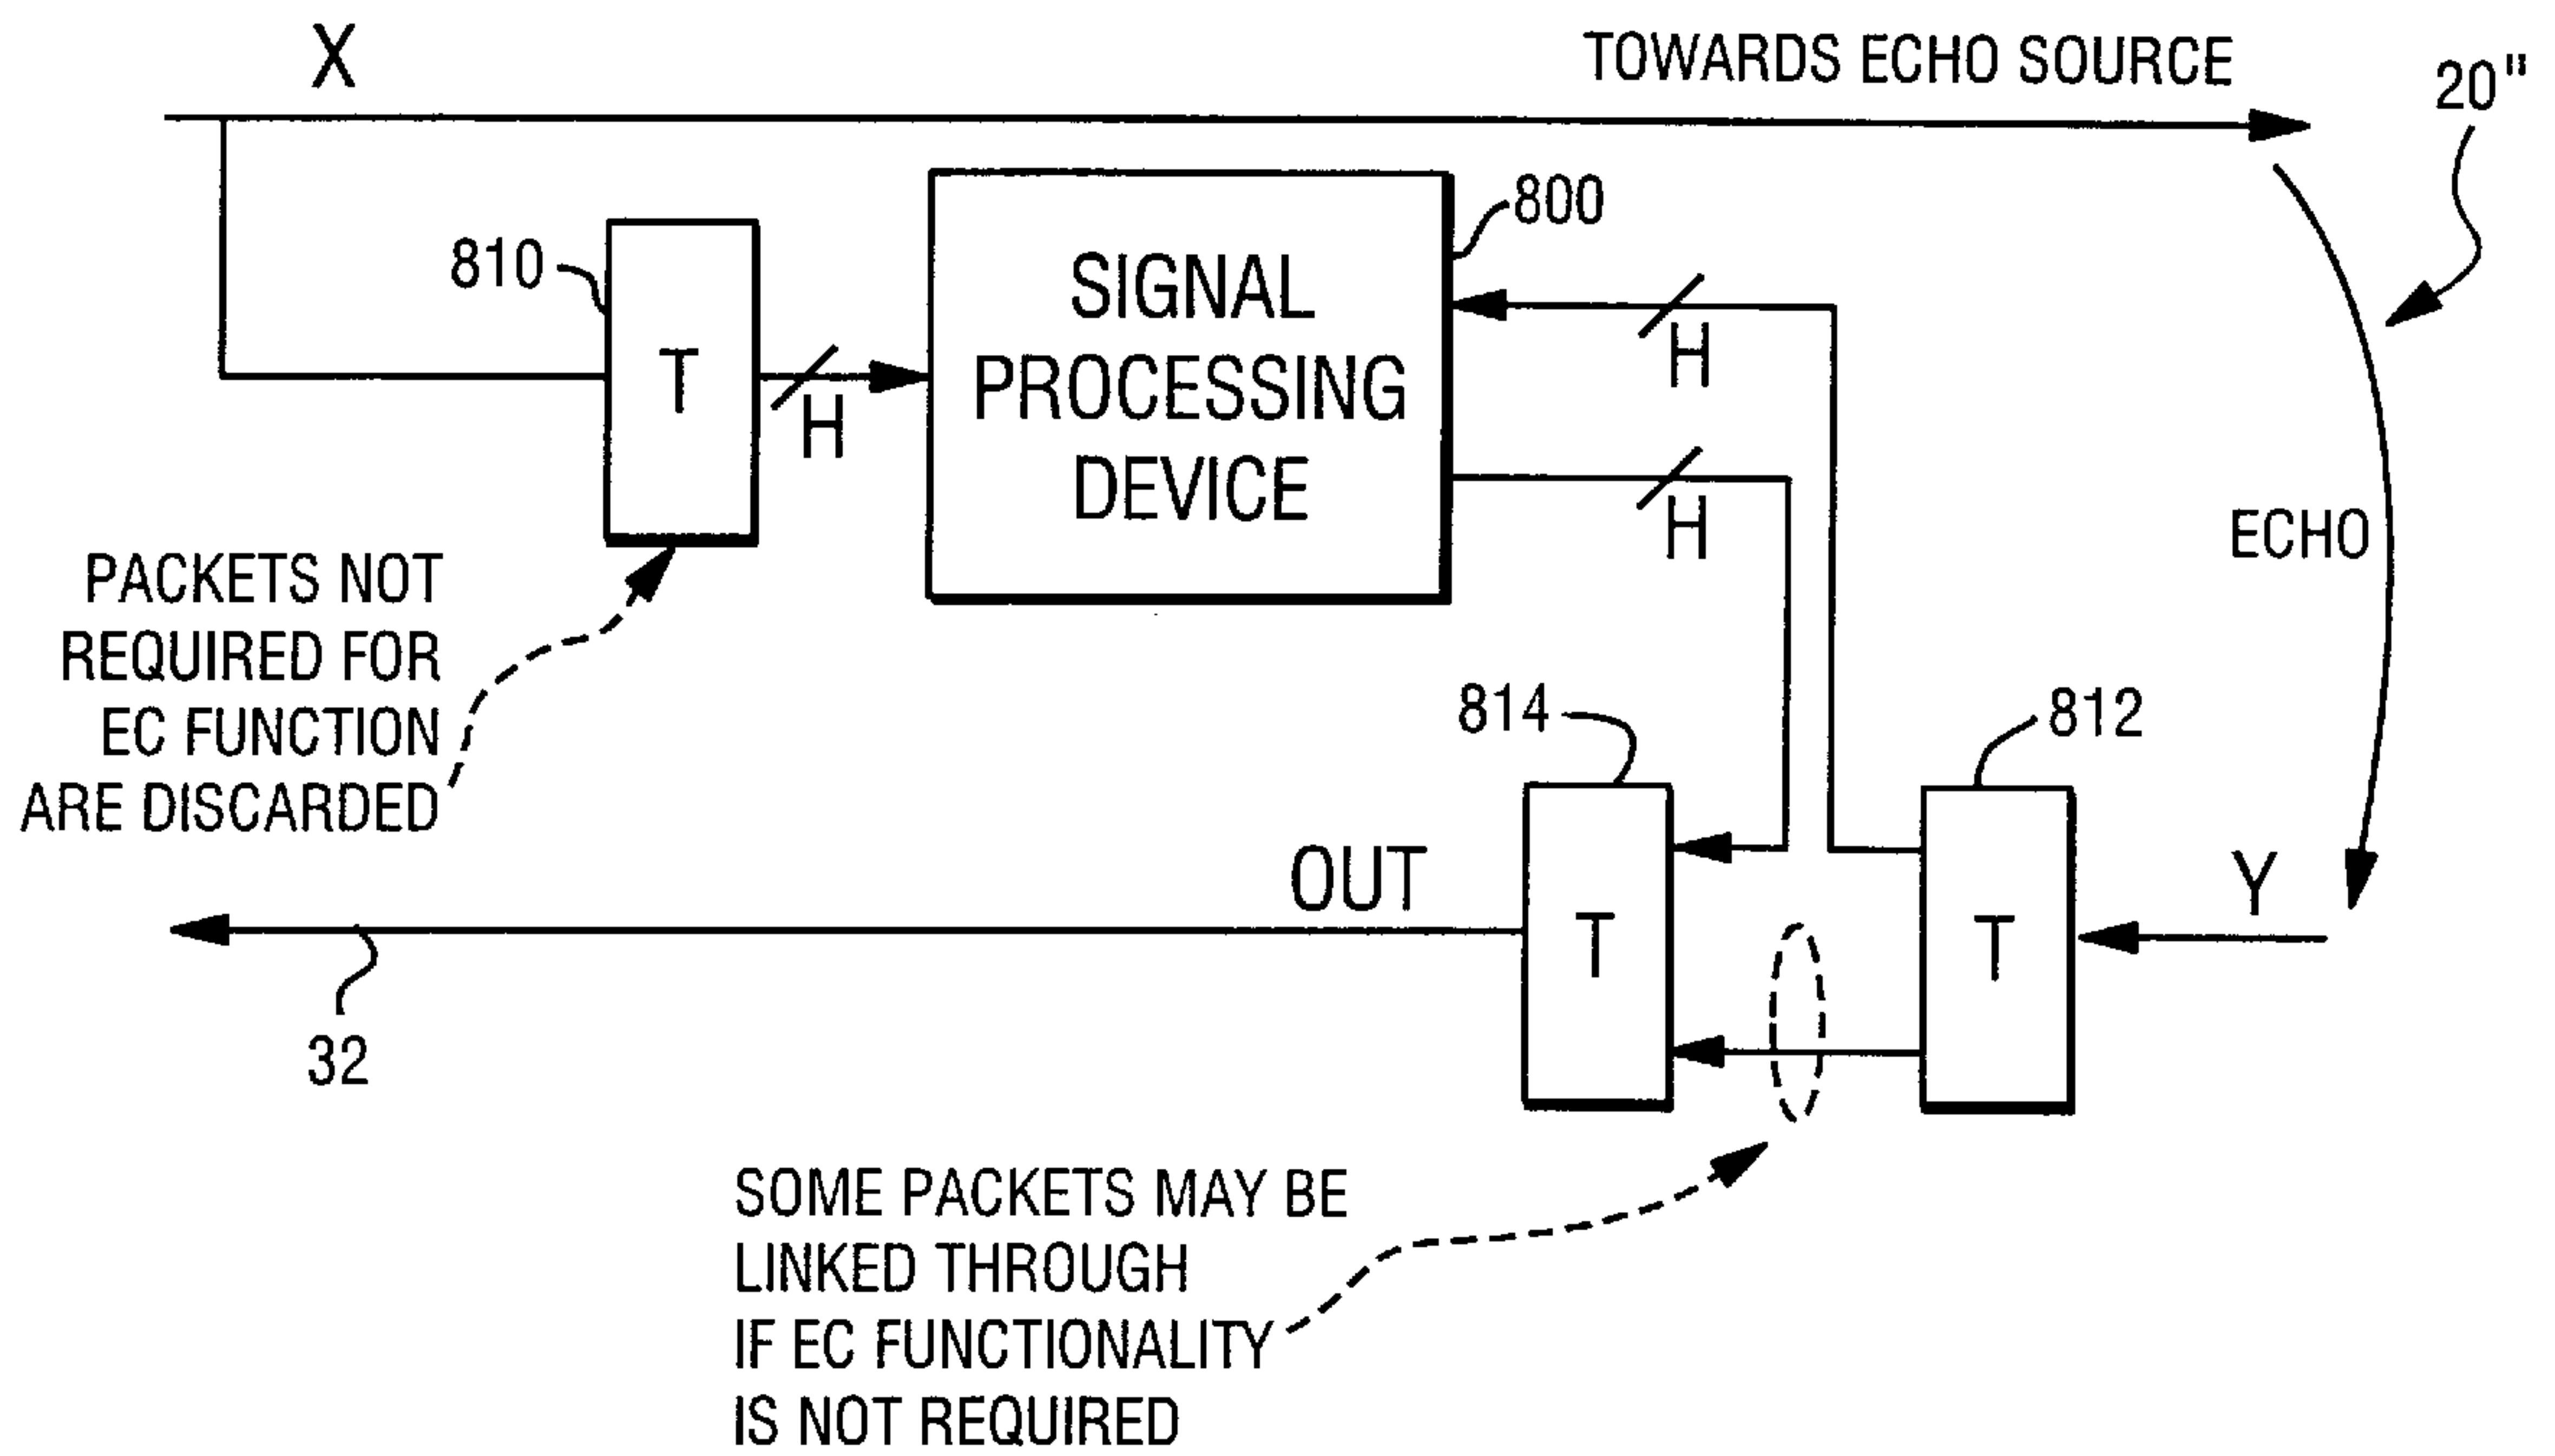 X
TOWARDS ECHO SOURCE
20"
810
T
H
SIGNAL
PROCESSING
DEVICE
800
H
H
ECHO
PACKETS NOT
REQUIRED FOR
EC FUNCTION
ARE DISCARDED
814
812
OUT
T
T
Y
32
SOME PACKETS MAY BE
LINKED THROUGH
IF EC FUNCTIONALITY
IS NOT REQUIRED